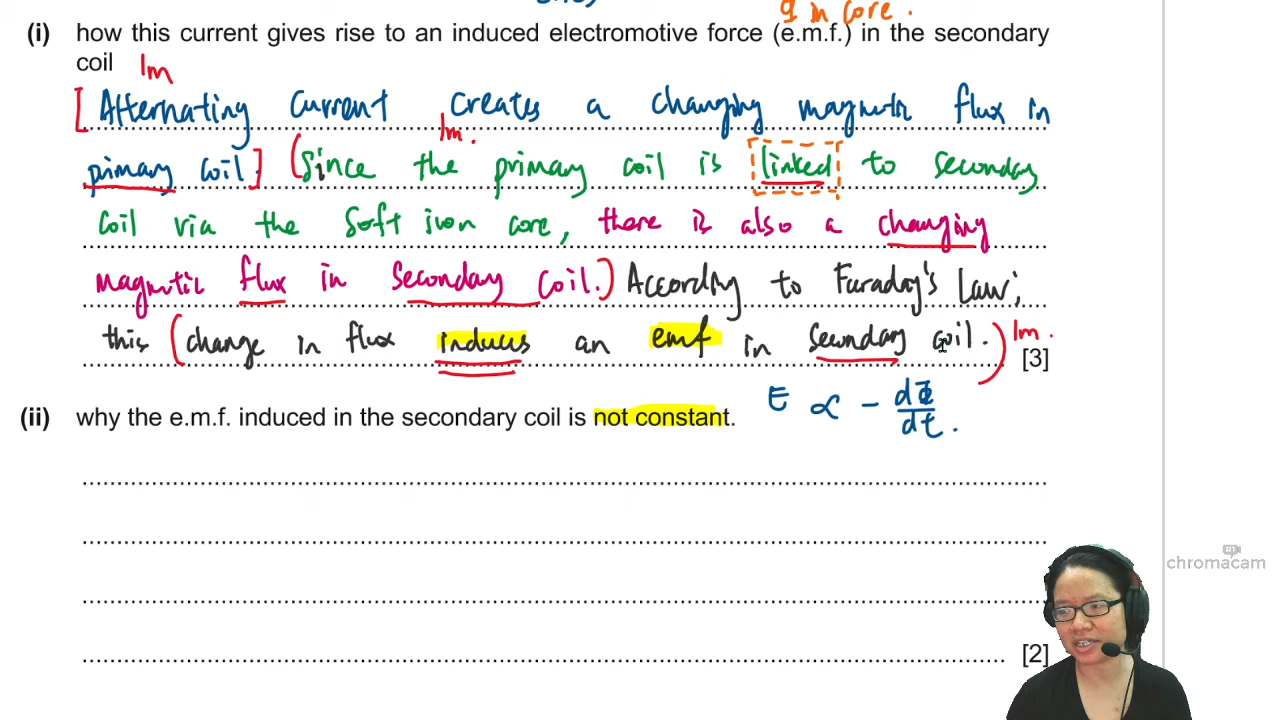 g in core.
(i) how this current gives rise to an induced electromotive force (e.m.f.) in the secondary
coil 1m
[Alternating current creates a changing magnetic flux in
1m.
primary coil.] (Since the primary coil is linked to secondary
coil via the soft iron core, there is also a changing
magnetic flux in secondary coil.) According to Faraday's Law,
this (change in flux induces an emf in secondary coil.) 1m.
[3]
(ii) why the e.m.f. induced in the secondary coil is not constant. E ∝ - dΦ/dt.
[2]
chromacam